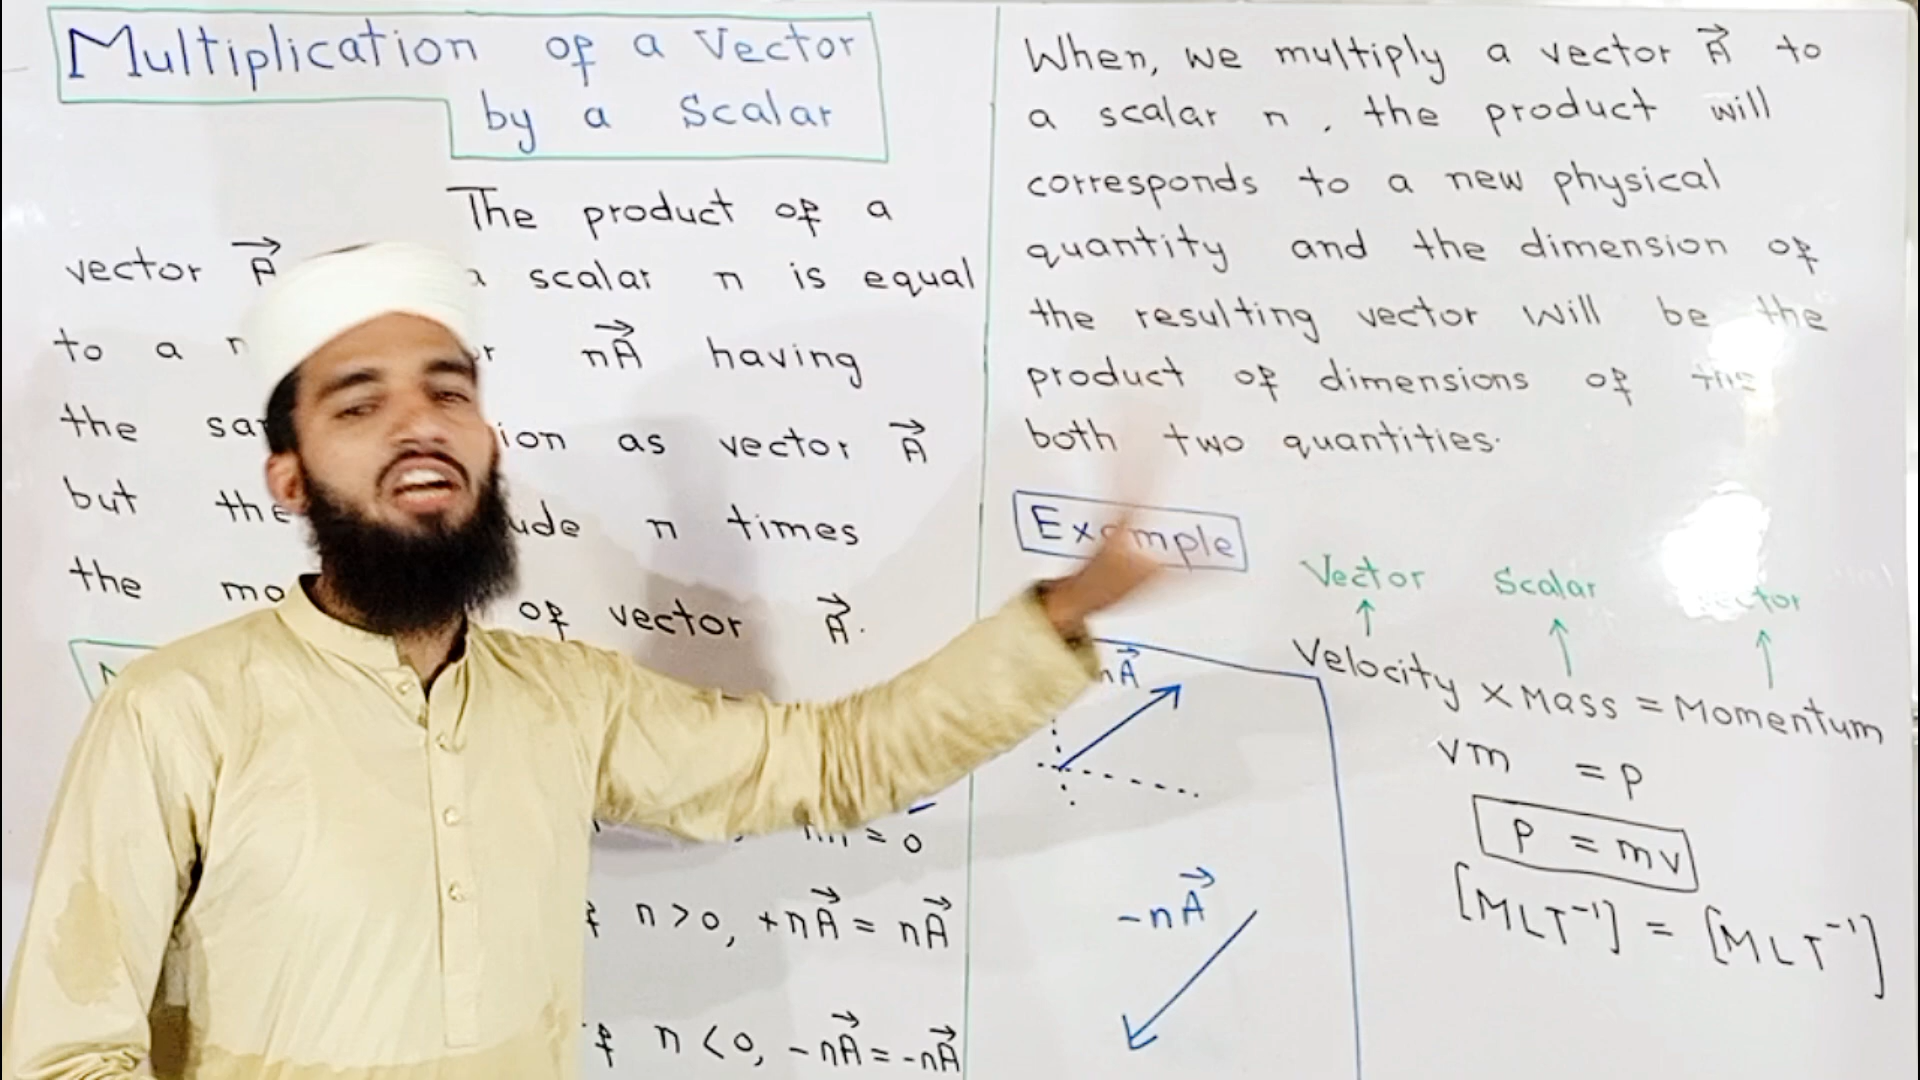 Multiplication of a Vector
by a Scalar
The product of a
vector A⃗ a scalar n is equal
to a nA⃗ having
the as vector A⃗
but the n times
the of vector A⃗.
= 0
n > 0, +nA⃗ = nA⃗
n < 0, -nA⃗ = -nA⃗
When, we multiply a vector A⃗ to
a scalar n, the product will
corresponds to a new physical
quantity and the dimension of
the resulting vector will be the
product of dimensions of the
both two quantities.
Example
Vector Scalar Vector
↑ ↑ ↑
Velocity × Mass = Momentum
vm = P
P = mv
[MLT⁻¹] = [MLT⁻¹]
nA⃗
-nA⃗